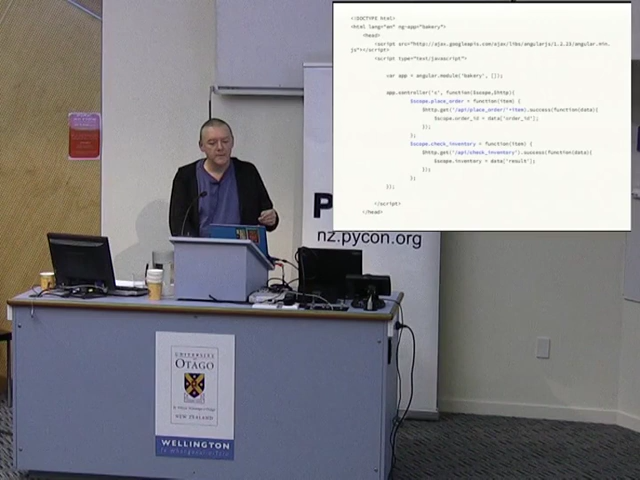 <!DOCTYPE html>
<html lang="en" ng-app="bakery">
<head>
<script src="http://ajax.googleapis.com/ajax/libs/angularjs/1.2.23/angular.min.
js"></script>
<script type="text/javascript">
var app = angular.module('bakery', []);
app.controller('c', function($scope,$http){
$scope.place_order = function(item) {
$http.get('/api/place_order/'+item).success(function(data){
$scope.order_id = data['order_id'];
});
};
$scope.check_inventory = function(item) {
$http.get('/api/check_inventory').success(function(data){
$scope.inventory = data['result'];
});
};
});
</script>
</head>
P
nz.pycon.org
UNIVERSITY
OTAGO
NEW ZEALAND
WELLINGTON